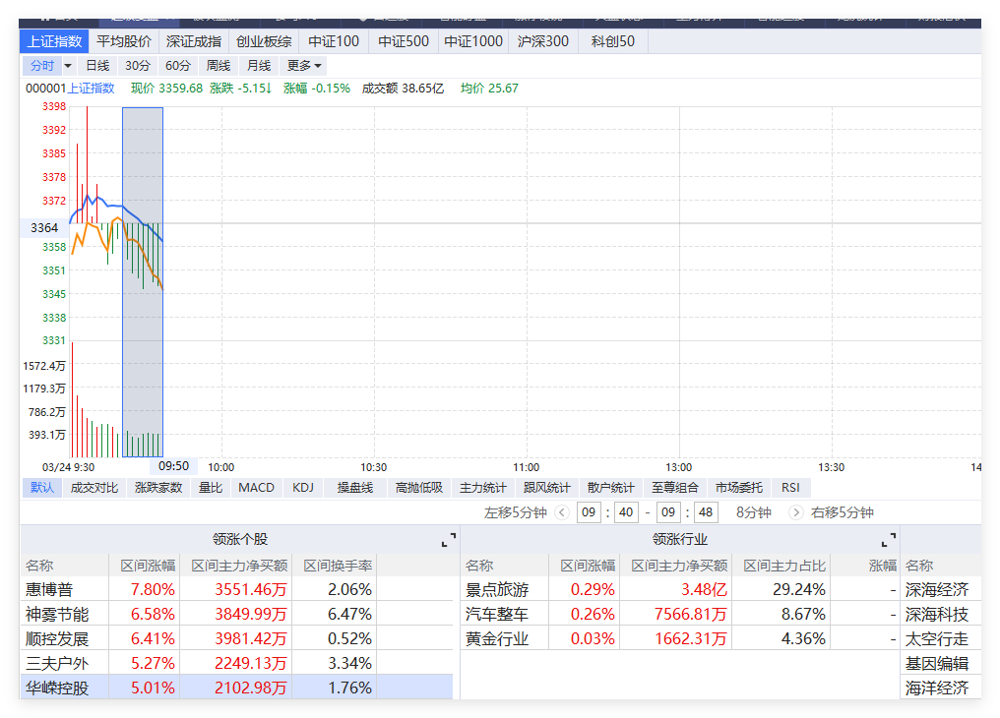 上证指数 平均股价 深证成指 创业板综 中证100 中证500 中证1000 沪深300 科创50
分时 日线 30分 60分 周线 月线 更多
000001上证指数 现价 3359.68 涨跌 -5.15↓ 涨幅 -0.15% 成交额 38.65亿 均价 25.67
3398
3392
3385
3378
3372
3364
3358
3351
3345
3338
3331
1572.4万
1179.3万
786.2万
393.1万
03/24 9:30 09:50 10:00 10:30 11:00 13:00 13:30 14
默认 成交对比 涨跌家数 量比 MACD KDJ 操盘线 高抛低吸 主力统计 跟风统计 散户统计 至尊组合 市场委托 RSI
左移5分钟 09 : 40 - 09 : 48 8分钟 右移5分钟
领涨个股 领涨行业
名称 区间涨幅 区间主力净买额 区间换手率 名称 区间涨幅 区间主力净买额 区间主力占比 涨幅 名称
惠博普 7.80% 3551.46万 2.06% 景点旅游 0.29% 3.48亿 29.24% - 深海经济
神雾节能 6.58% 3849.99万 6.47% 汽车整车 0.26% 7566.81万 8.67% - 深海科技
顺控发展 6.41% 3981.42万 0.52% 黄金行业 0.03% 1662.31万 4.36% - 太空行走
三夫户外 5.27% 2249.13万 3.34% 基因编辑
华嵘控股 5.01% 2102.98万 1.76% 海洋经济